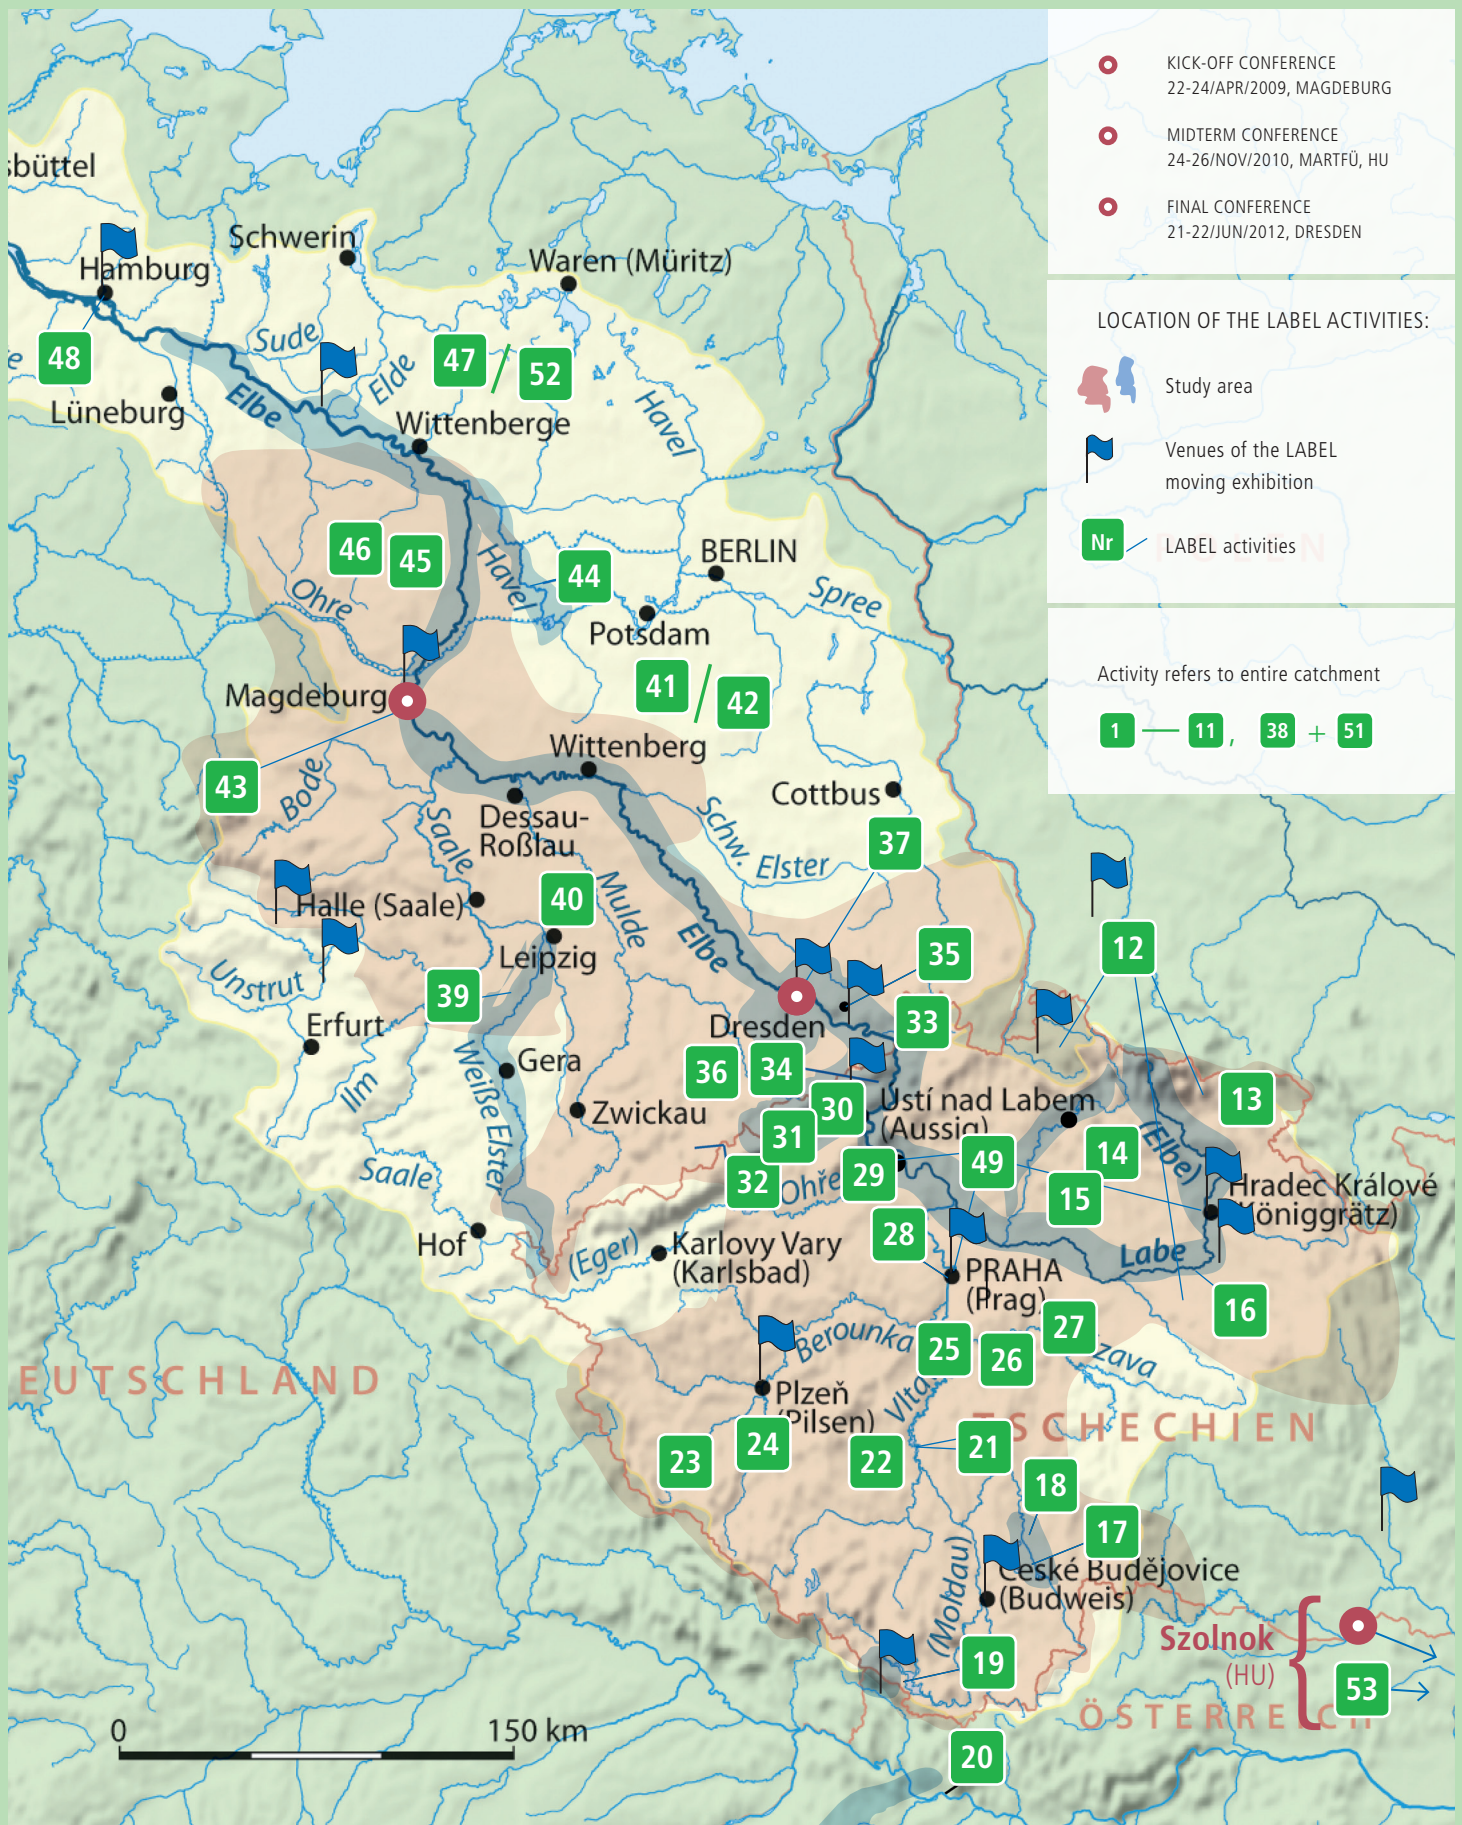 KICK-OFF CONFERENCE
22-24/APR/2009, MAGDEBURG
MIDTERM CONFERENCE
24-26/NOV/2010, MARTFÜ, HU
FINAL CONFERENCE
21-22/JUN/2012, DRESDEN
LOCATION OF THE LABEL ACTIVITIES:
Study area
Venues of the LABEL
moving exhibition
Nr
LABEL activities
POLEN
Activity refers to entire catchment
1 — 11, 38 + 51
sbüttel
Schwerin
Waren (Müritz)
Hamburg
Sude
48
Elde
47 / 52
Lüneburg
Elbe
Wittenberge
Havel
46
45
BERLIN
Havel
44
Ohre
Spree
Potsdam
41 / 42
Magdeburg
Wittenberg
43
Bode
Cottbus
Saale
Dessau-
Roßlau
Schw. Elster
37
Halle (Saale)
40
Mulde
Elbe
Leipzig
35
12
Unstrut
39
Erfurt
Dresden
33
Ilm
Weiße Elster
Gera
36
34
Zwickau
30
Ustí nad Labem
(Aussig)
13
31
(Elbe)
14
Saale
32
Ohře
29
49
15
Hradec Králové
Königgrätz)
Hof
(Eger)
Karlovy Vary
(Karlsbad)
28
Labe
PRAHA
(Prag)
16
Berounka
25
26
27
zava
EUTSCHLAND
Plzeň
(Pilsen)
Vlta
TSCHECHIEN
23
24
22
21
18
17
(Moldau)
České Budějovice
(Budweis)
Szolnok
(HU)
19
53
ÖSTERREICH
0
150 km
20